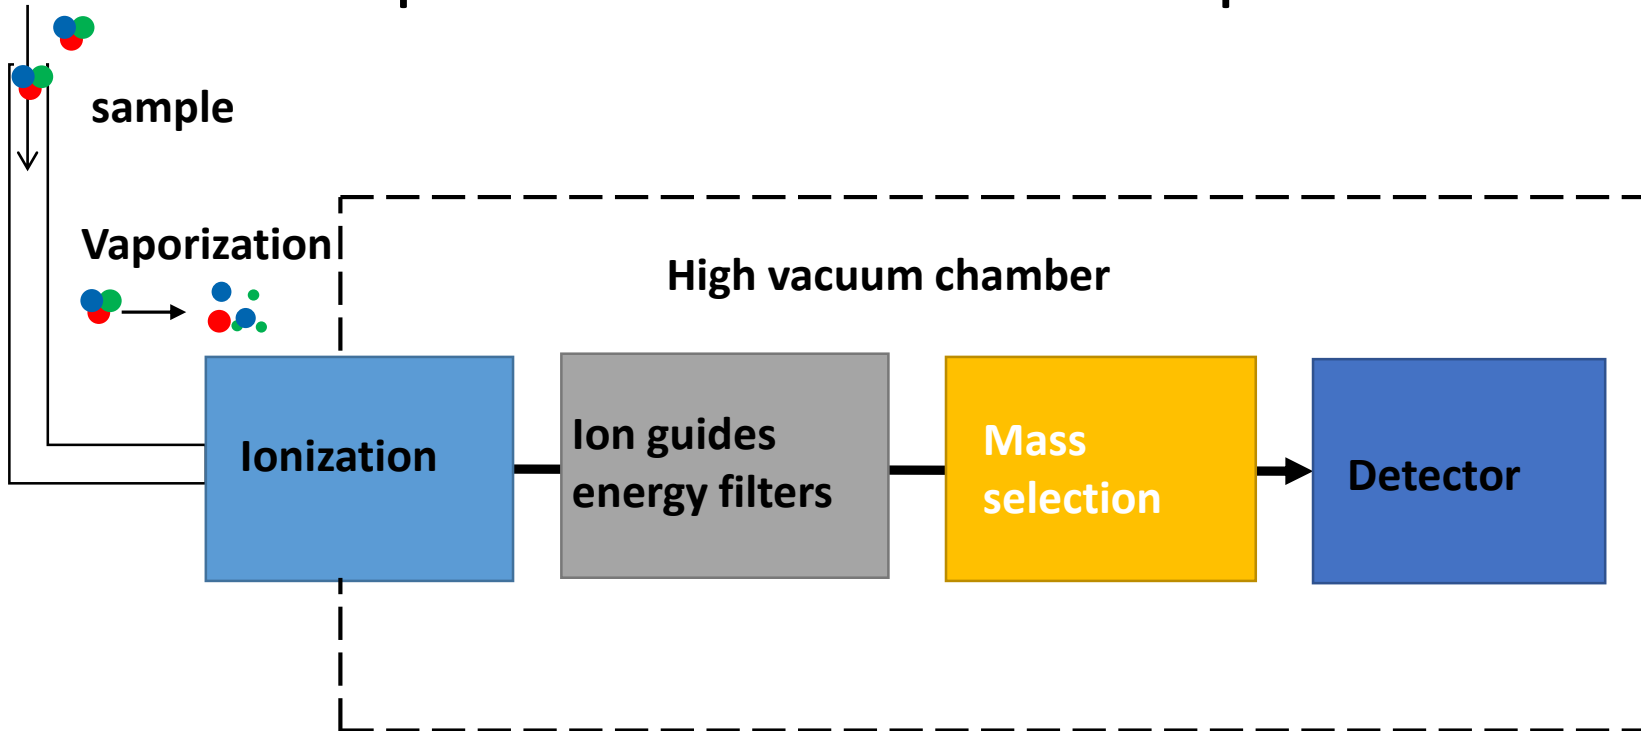 sample
Vaporization
High vacuum chamber
Ionization
Ion guides
energy filters
Mass
selection
Detector